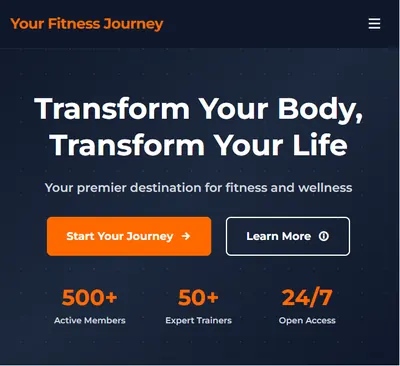 Your Fitness Journey
Transform Your Body,
Transform Your Life
Your premier destination for fitness and wellness
Start Your Journey
Learn More
500+ 50+ 24/7
Active Members Expert Trainers Open Access